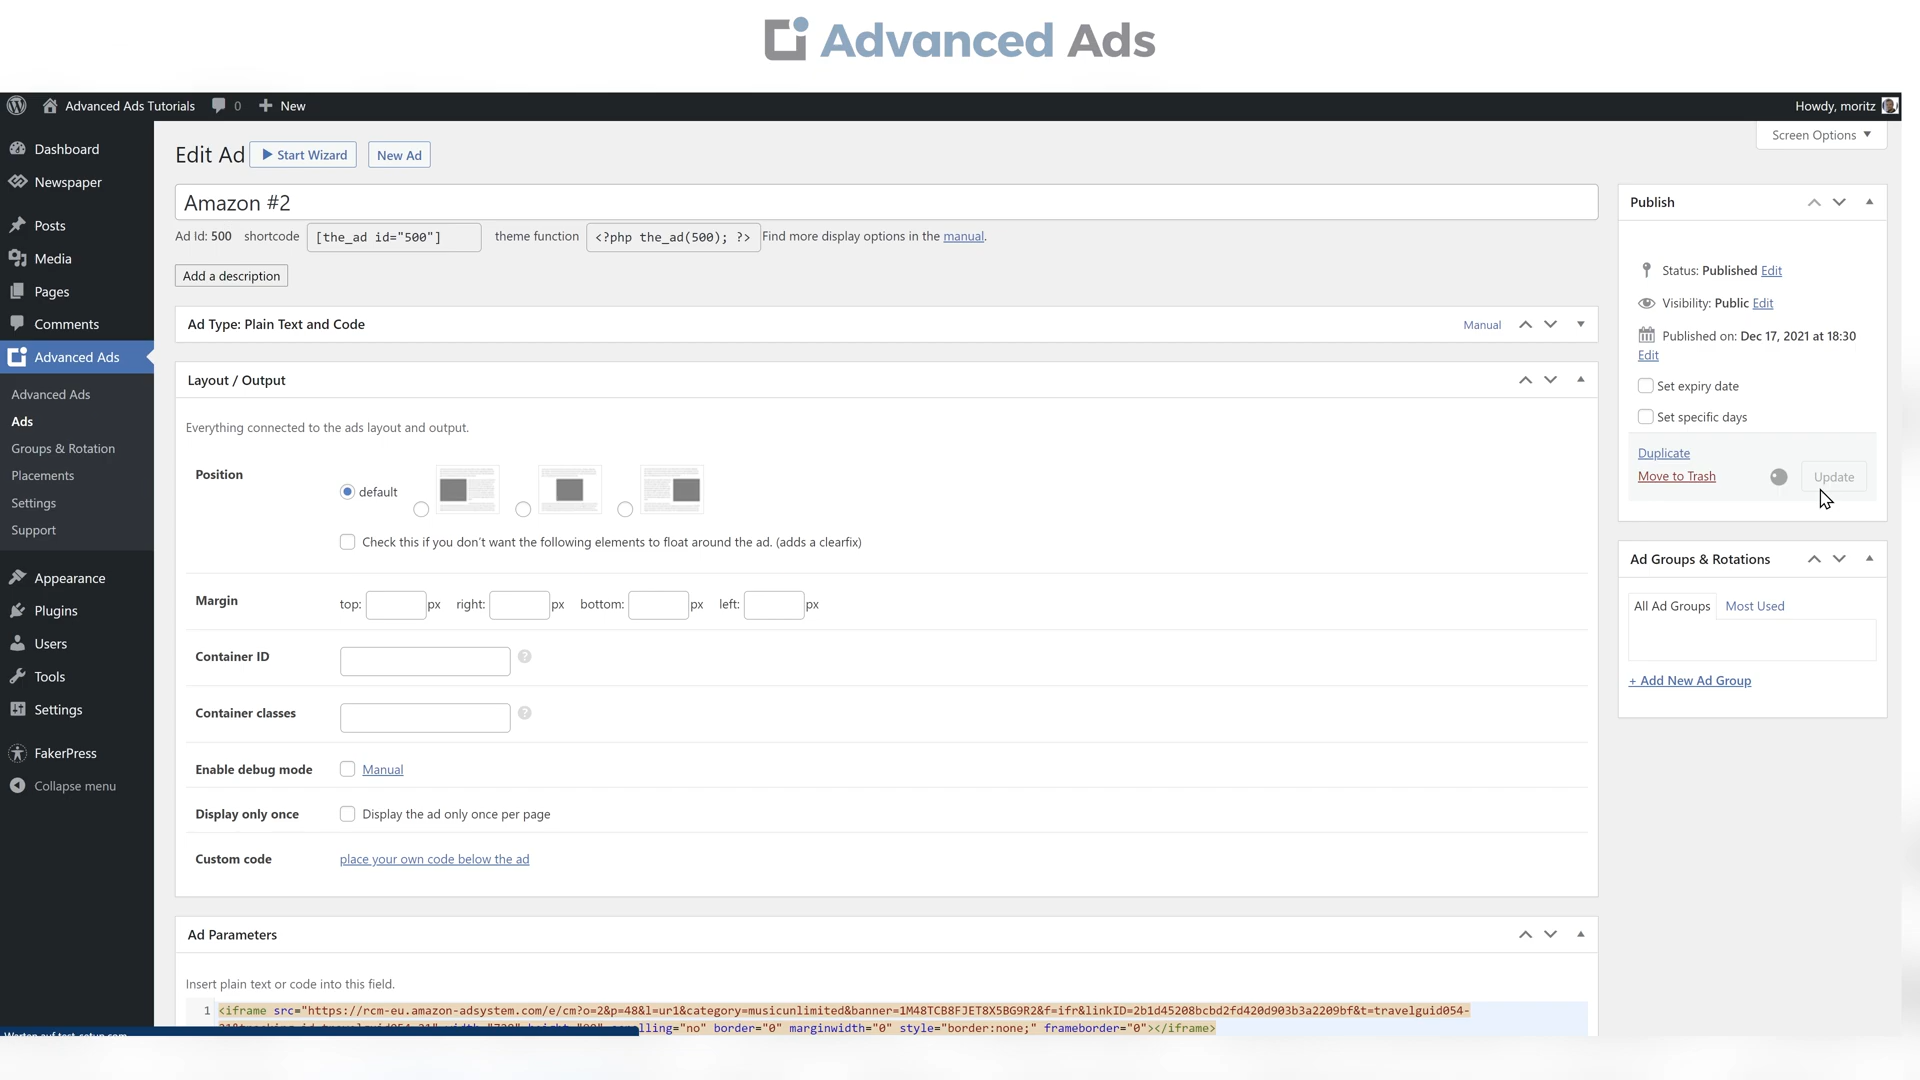 Advanced Ads
Advanced Ads Tutorials 0 New
Howdy, moritz
Screen Options
Dashboard
Newspaper
Posts
Media
Pages
Comments
Advanced Ads
Advanced Ads
Ads
Groups & Rotation
Placements
Settings
Support
Appearance
Plugins
Users
Tools
Settings
FakerPress
Collapse menu
Edit Ad Start Wizard New Ad
Amazon #2
Ad Id: 500 shortcode [the_ad id="500"] theme function <?php the_ad(500); ?> Find more display options in the manual.
Add a description
Ad Type: Plain Text and Code Manual
Layout / Output
Everything connected to the ads layout and output.
Position default
Check this if you don't want the following elements to float around the ad. (adds a clearfix)
Margin top: px right: px bottom: px left: px
Container ID
Container classes
Enable debug mode Manual
Display only once Display the ad only once per page
Custom code place your own code below the ad
Ad Parameters
Insert plain text or code into this field.
1 <iframe src="https://rcm-eu.amazon-adsystem.com/e/cm?o=2&p=48&l=ur1&category=musicunlimited&banner=1M48TCB8FJET8X5BG9R2&f=ifr&linkID=2b1d45208bcbd2fd420d903b3a2209bf&t=travelguid054-
border="0" marginwidth="0" style="border:none;" frameborder="0"></iframe>
Publish
Status: Published Edit
Visibility: Public Edit
Published on: Dec 17, 2021 at 18:30
Edit
Set expiry date
Set specific days
Duplicate
Move to Trash Update
Ad Groups & Rotations
All Ad Groups Most Used
+ Add New Ad Group